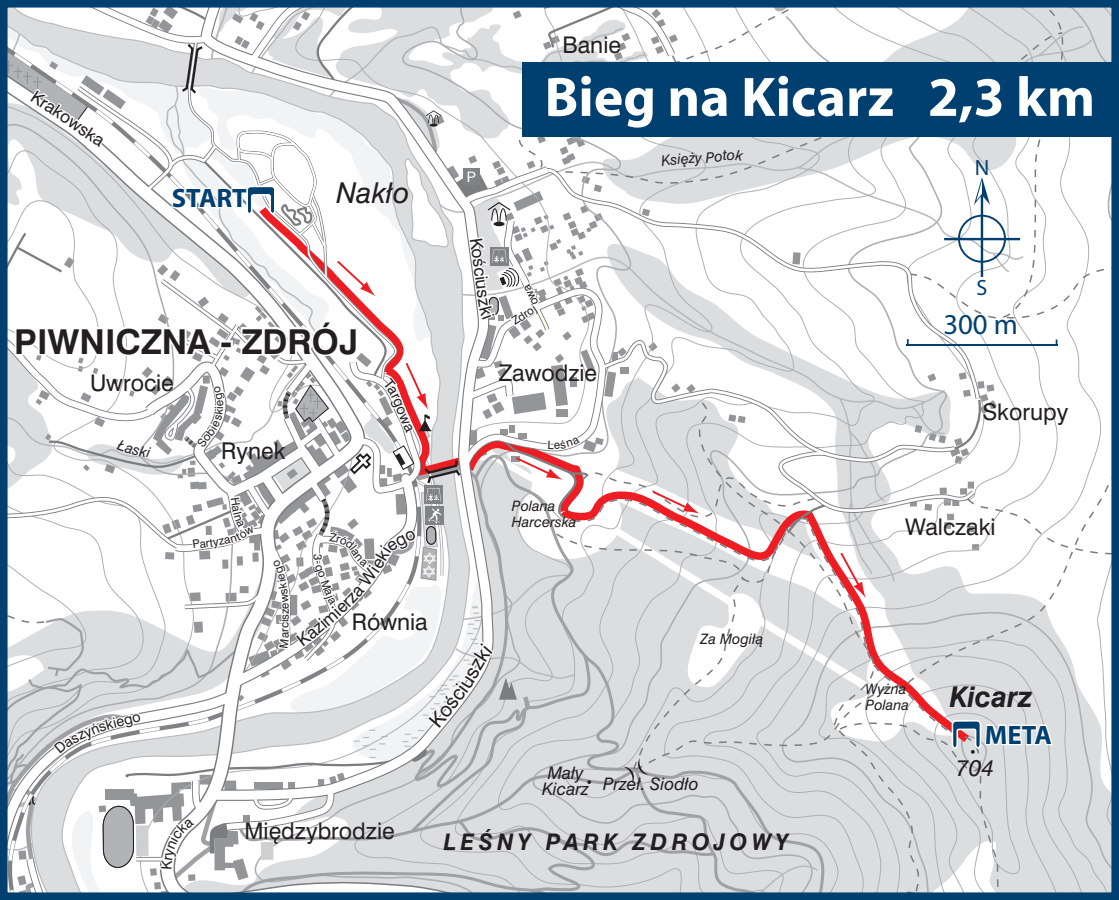 Banie
Bieg na Kicarz 2,3 km
Krakowska
Księży Potok
P
N
START
Nakło
Kościuszki
S
300 m
Zdrojowa
PIWNICZNA - ZDRÓJ
Uwrocie
Zawodzie
Targowa
Sobieskiego
Skorupy
Łaski
Rynek
Leśna
Polana
Harcerska
Halna
Walczaki
Partyzantów
Źródlana
3-go Maja
Marciszewskiego
Kazimierza Wiekiego
Równia
Za Mogiłą
Kościuszki
Wyżna
Polana
Kicarz
META
704
Daszyńskiego
Mały
Kicarz
Przeł. Siodło
Krynicka
Międzybrodzie
LEŚNY PARK ZDROJOWY